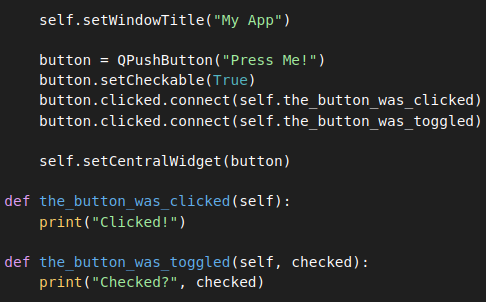 self.setWindowTitle("My App")

button = QPushButton("Press Me!")
button.setCheckable(True)
button.clicked.connect(self.the_button_was_clicked)
button.clicked.connect(self.the_button_was_toggled)

self.setCentralWidget(button)

def the_button_was_clicked(self):
    print("Clicked!")

def the_button_was_toggled(self, checked):
    print("Checked?", checked)